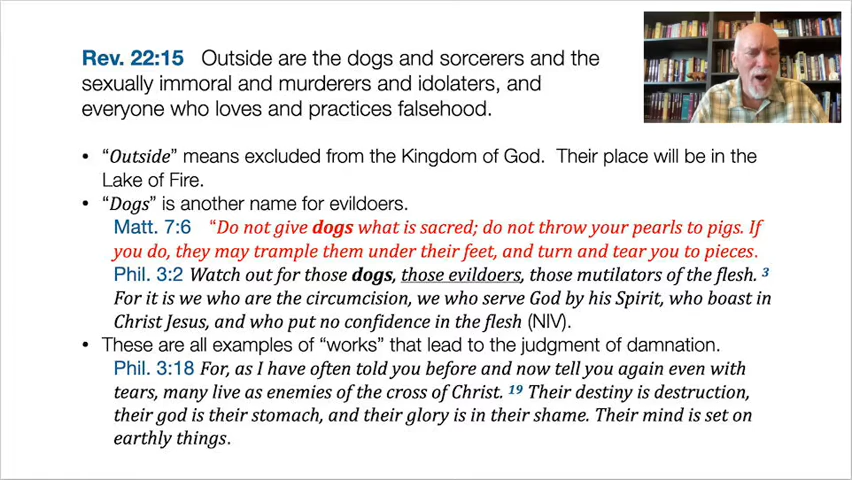 Rev. 22:15 Outside are the dogs and sorcerers and the
sexually immoral and murderers and idolaters, and
everyone who loves and practices falsehood.
• “Outside” means excluded from the Kingdom of God. Their place will be in the
Lake of Fire.
• “Dogs” is another name for evildoers.
Matt. 7:6 “Do not give dogs what is sacred; do not throw your pearls to pigs. If
you do, they may trample them under their feet, and turn and tear you to pieces.
Phil. 3:2 Watch out for those dogs, those evildoers, those mutilators of the flesh. 3
For it is we who are the circumcision, we who serve God by his Spirit, who boast in
Christ Jesus, and who put no confidence in the flesh (NIV).
• These are all examples of “works” that lead to the judgment of damnation.
Phil. 3:18 For, as I have often told you before and now tell you again even with
tears, many live as enemies of the cross of Christ. 19 Their destiny is destruction,
their god is their stomach, and their glory is in their shame. Their mind is set on
earthly things.